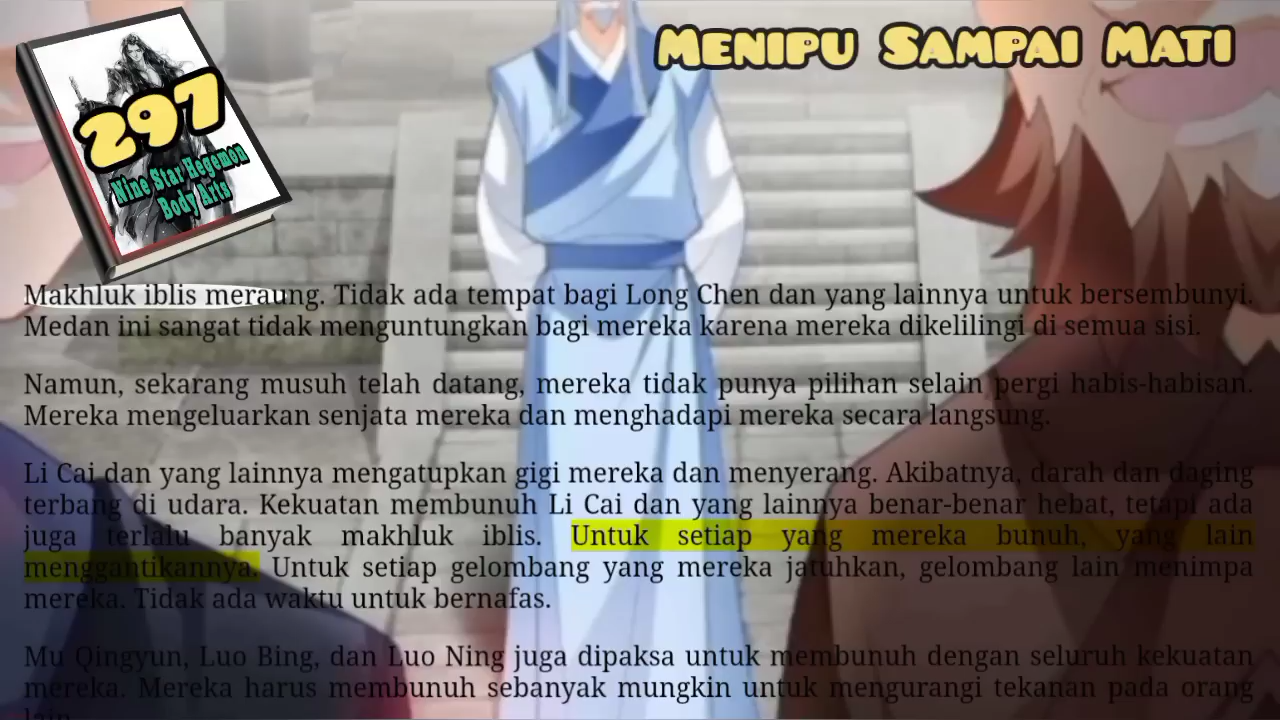 Menipu Sampai Mati
297
Nine Star Hegemon
Body Arts
Makhluk iblis meraung. Tidak ada tempat bagi Long Chen dan yang lainnya untuk bersembunyi.
Medan ini sangat tidak menguntungkan bagi mereka karena mereka dikelilingi di semua sisi.
Namun, sekarang musuh telah datang, mereka tidak punya pilihan selain pergi habis-habisan.
Mereka mengeluarkan senjata mereka dan menghadapi mereka secara langsung.
Li Cai dan yang lainnya mengatupkan gigi mereka dan menyerang. Akibatnya, darah dan daging
terbang di udara. Kekuatan membunuh Li Cai dan yang lainnya benar-benar hebat, tetapi ada
juga terlalu banyak makhluk iblis. Untuk setiap yang mereka bunuh, yang lain
menggantikannya. Untuk setiap gelombang yang mereka jatuhkan, gelombang lain menimpa
mereka. Tidak ada waktu untuk bernafas.
Mu Qingyun, Luo Bing, dan Luo Ning juga dipaksa untuk membunuh dengan seluruh kekuatan
mereka. Mereka harus membunuh sebanyak mungkin untuk mengurangi tekanan pada orang
lain.